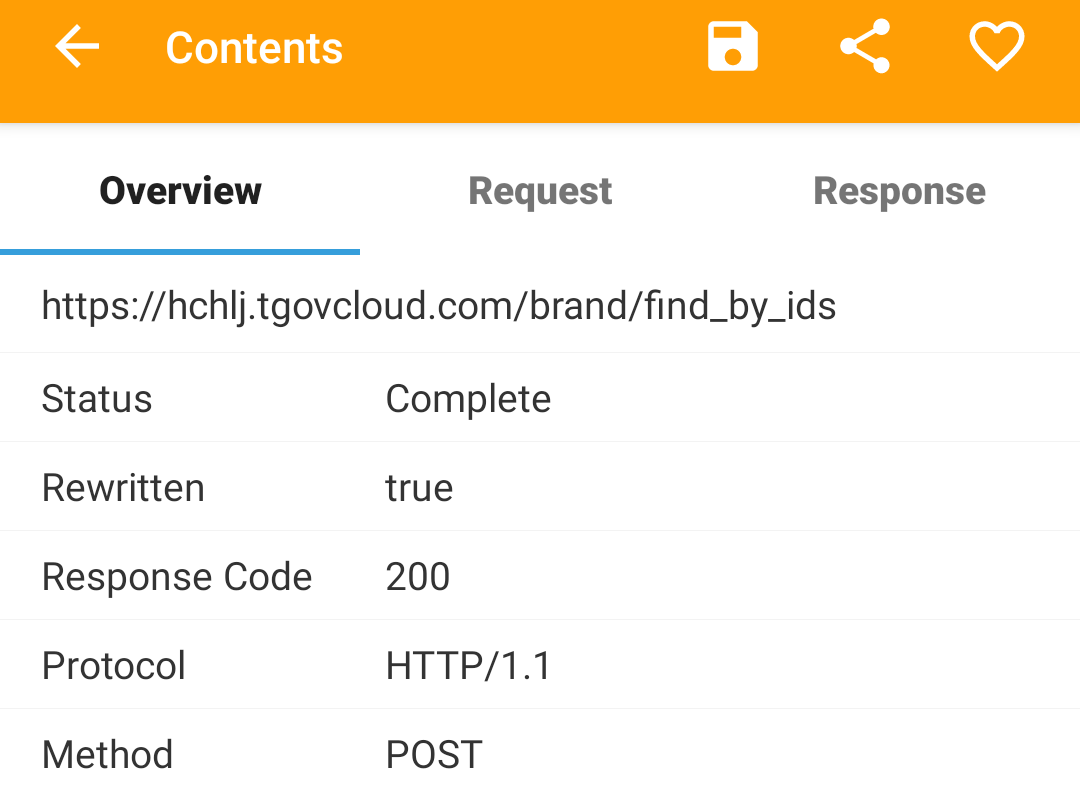 Contents
Overview Request Response
https://hchlj.tgovcloud.com/brand/find_by_ids
Status Complete
Rewritten true
Response Code 200
Protocol HTTP/1.1
Method POST